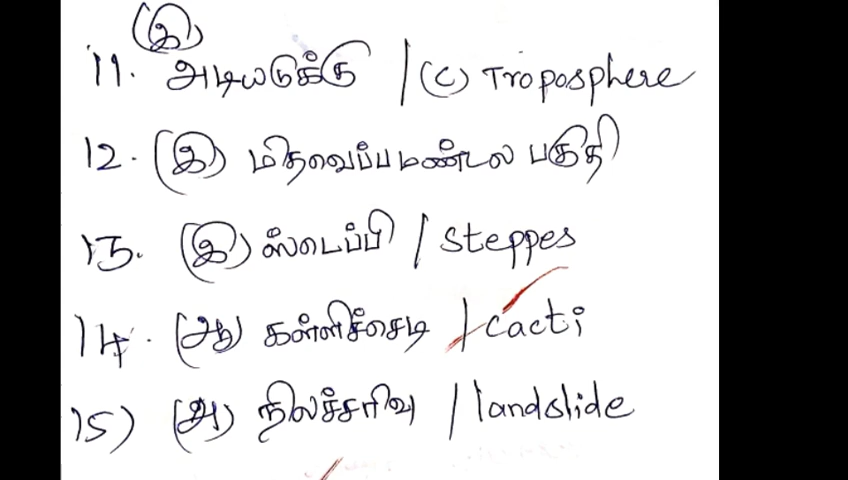 (இ)
11. அடியடுக்கு / (C) Troposphere
12. (இ) மிதவெப்பமண்டல பகுதி
13. (இ) ஸ்டெப்பி / Steppes
14. (ஆ) கள்ளிச்செடி / Cacti
15) (அ) நிலச்சரிவு / landslide